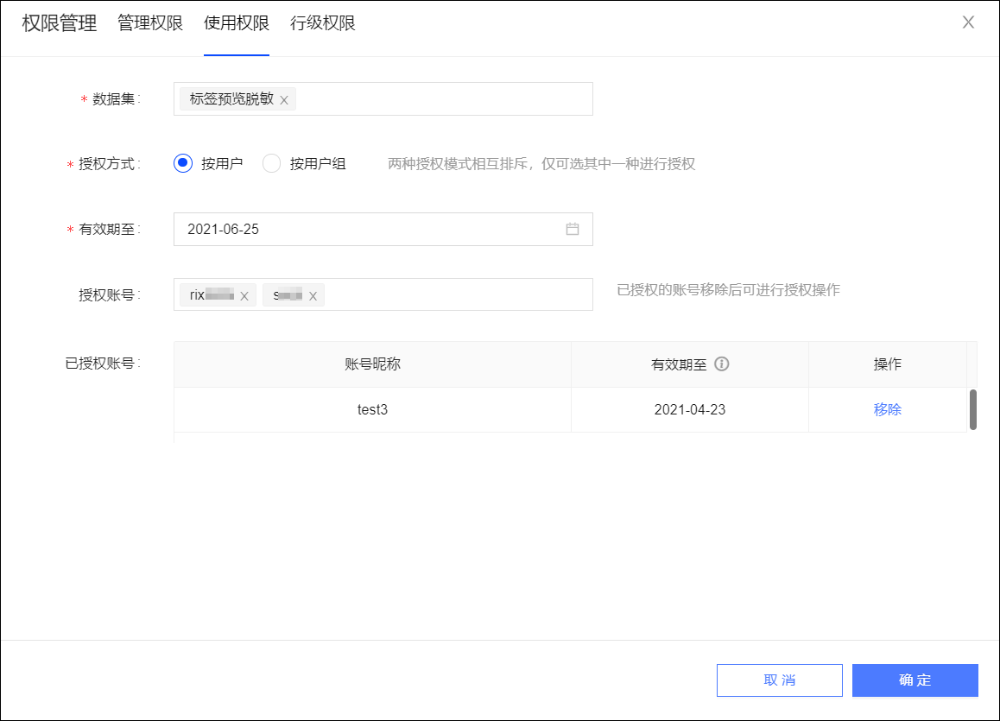 权限管理 管理权限 使用权限 行级权限
* 数据集:
标签预览脱敏
* 授权方式: 按用户 按用户组 两种授权模式相互排斥，仅可选其中一种进行授权
* 有效期至: 2021-06-25
授权账号: rix s 已授权的账号移除后可进行授权操作
已授权账号: 账号昵称 有效期至 操作
test3 2021-04-23 移除
取消 确定